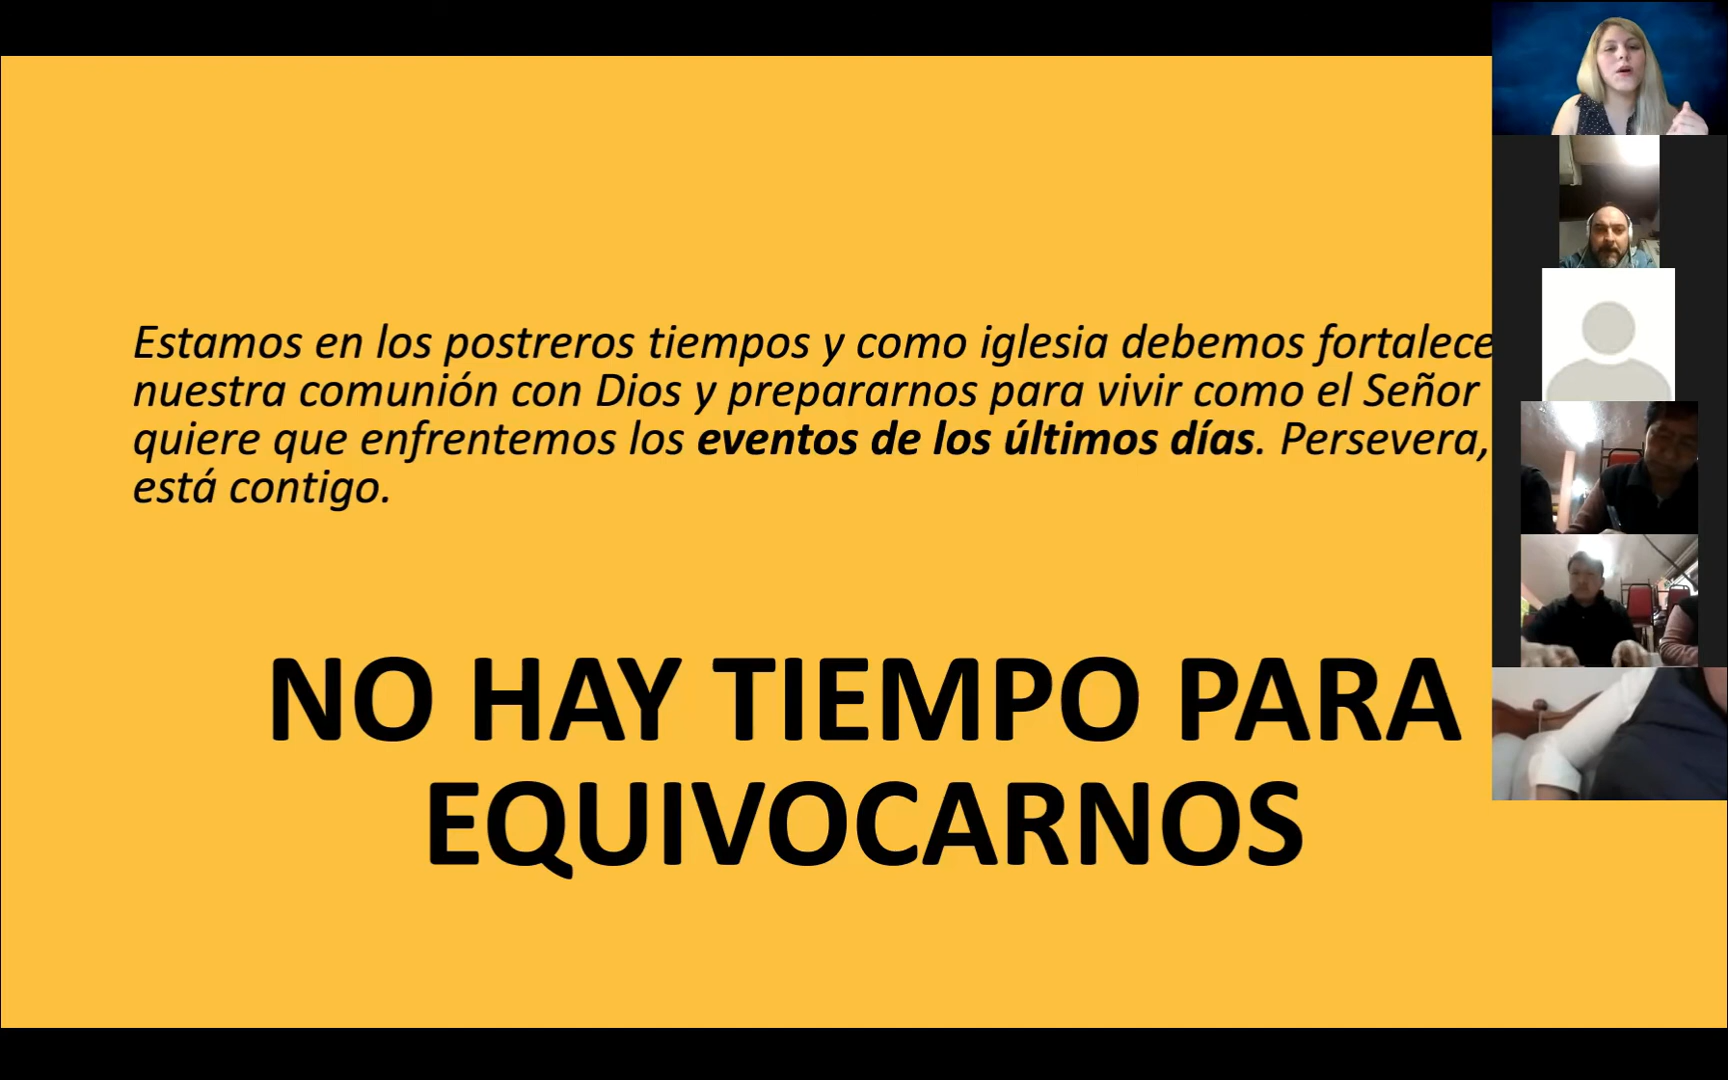 Estamos en los postreros tiempos y como iglesia debemos fortalece
nuestra comunión con Dios y prepararnos para vivir como el Señor
quiere que enfrentemos los eventos de los últimos días. Persevera,
está contigo.
NO HAY TIEMPO PARA
EQUIVOCARNOS